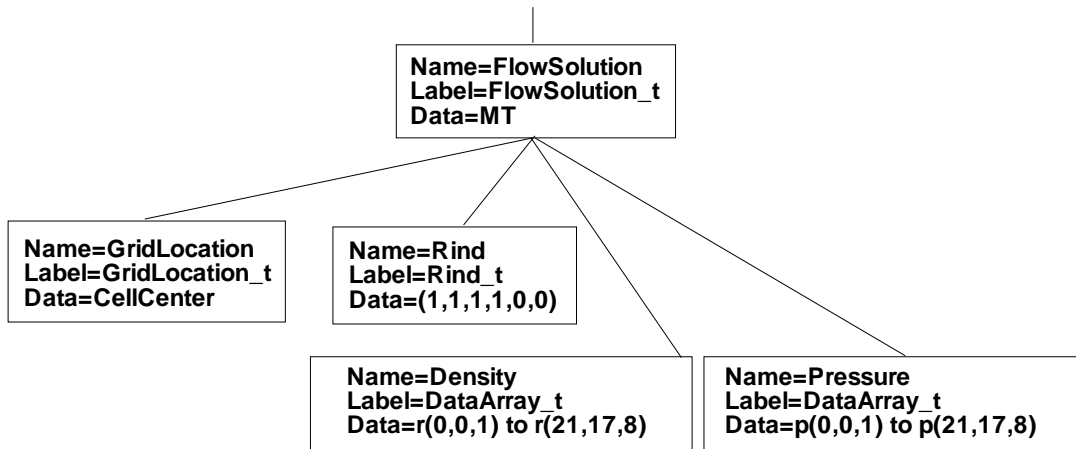 Name=FlowSolution
Label=FlowSolution_t
Data=MT
Name=GridLocation
Label=GridLocation_t
Data=CellCenter
Name=Rind
Label=Rind_t
Data=(1,1,1,1,0,0)
Name=Density
Label=DataArray_t
Data=r(0,0,1) to r(21,17,8)
Name=Pressure
Label=DataArray_t
Data=p(0,0,1) to p(21,17,8)